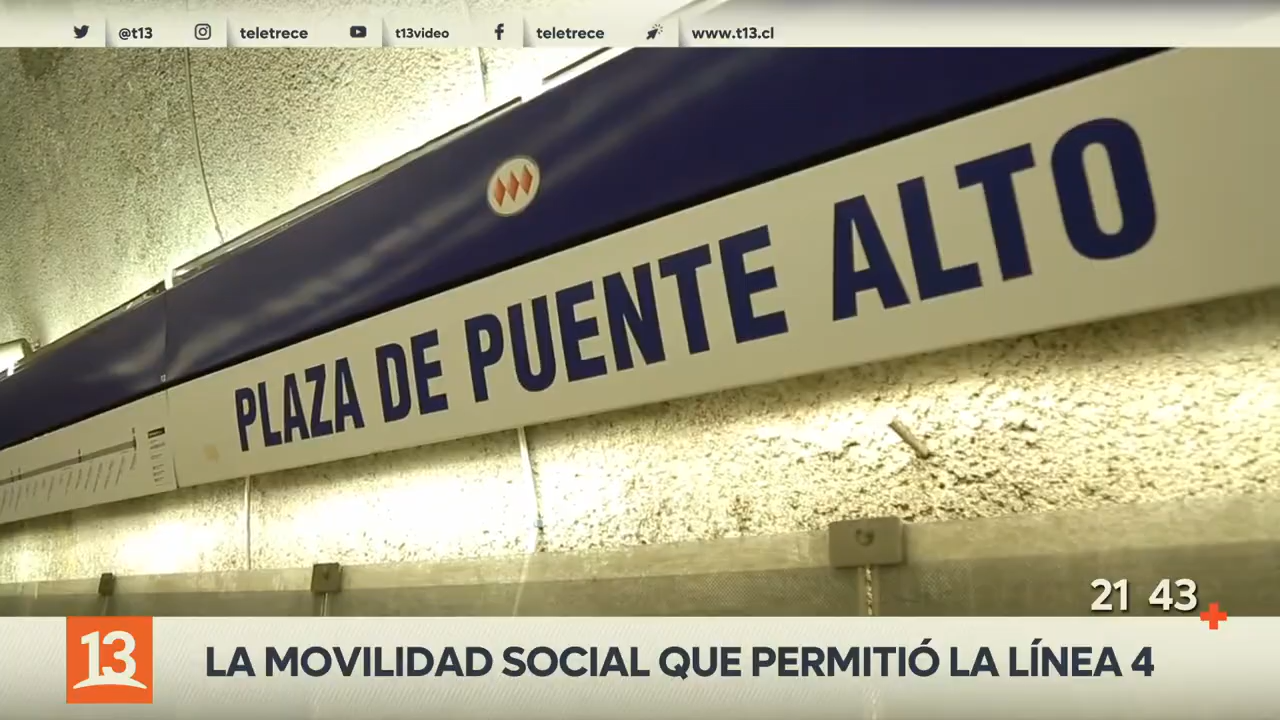 @t13 teletrece t13video teletrece www.t13.cl
PLAZA DE PUENTE ALTO
21 43
13 LA MOVILIDAD SOCIAL QUE PERMITIÓ LA LÍNEA 4